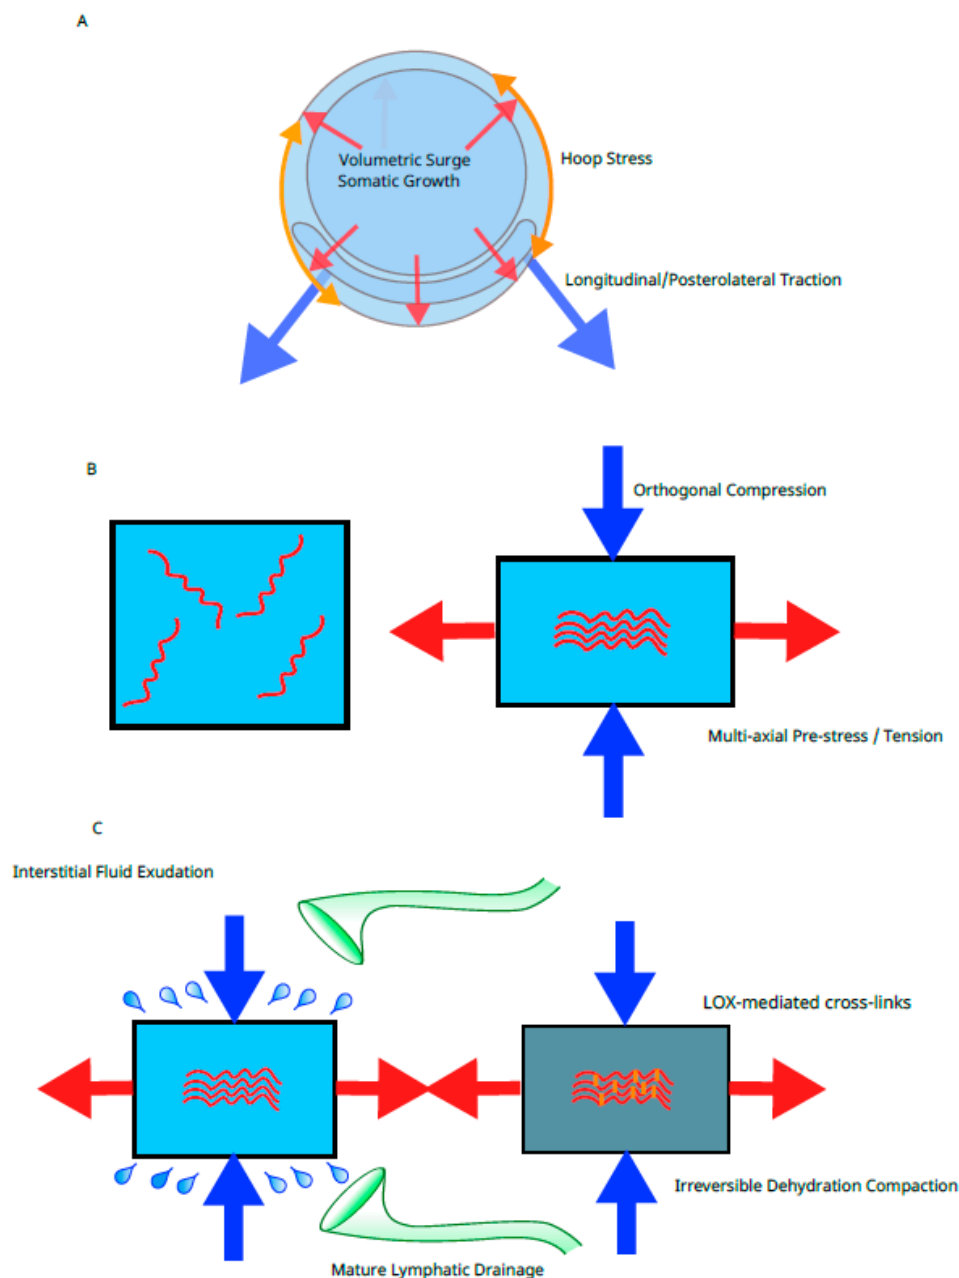 A
Volumetric Surge
Somatic Growth
Hoop Stress
Longitudinal/Posterolateral Traction
B
Orthogonal Compression
Multi-axial Pre-stress / Tension
C
Interstitial Fluid Exudation
LOX-mediated cross-links
Irreversible Dehydration Compaction
Mature Lymphatic Drainage